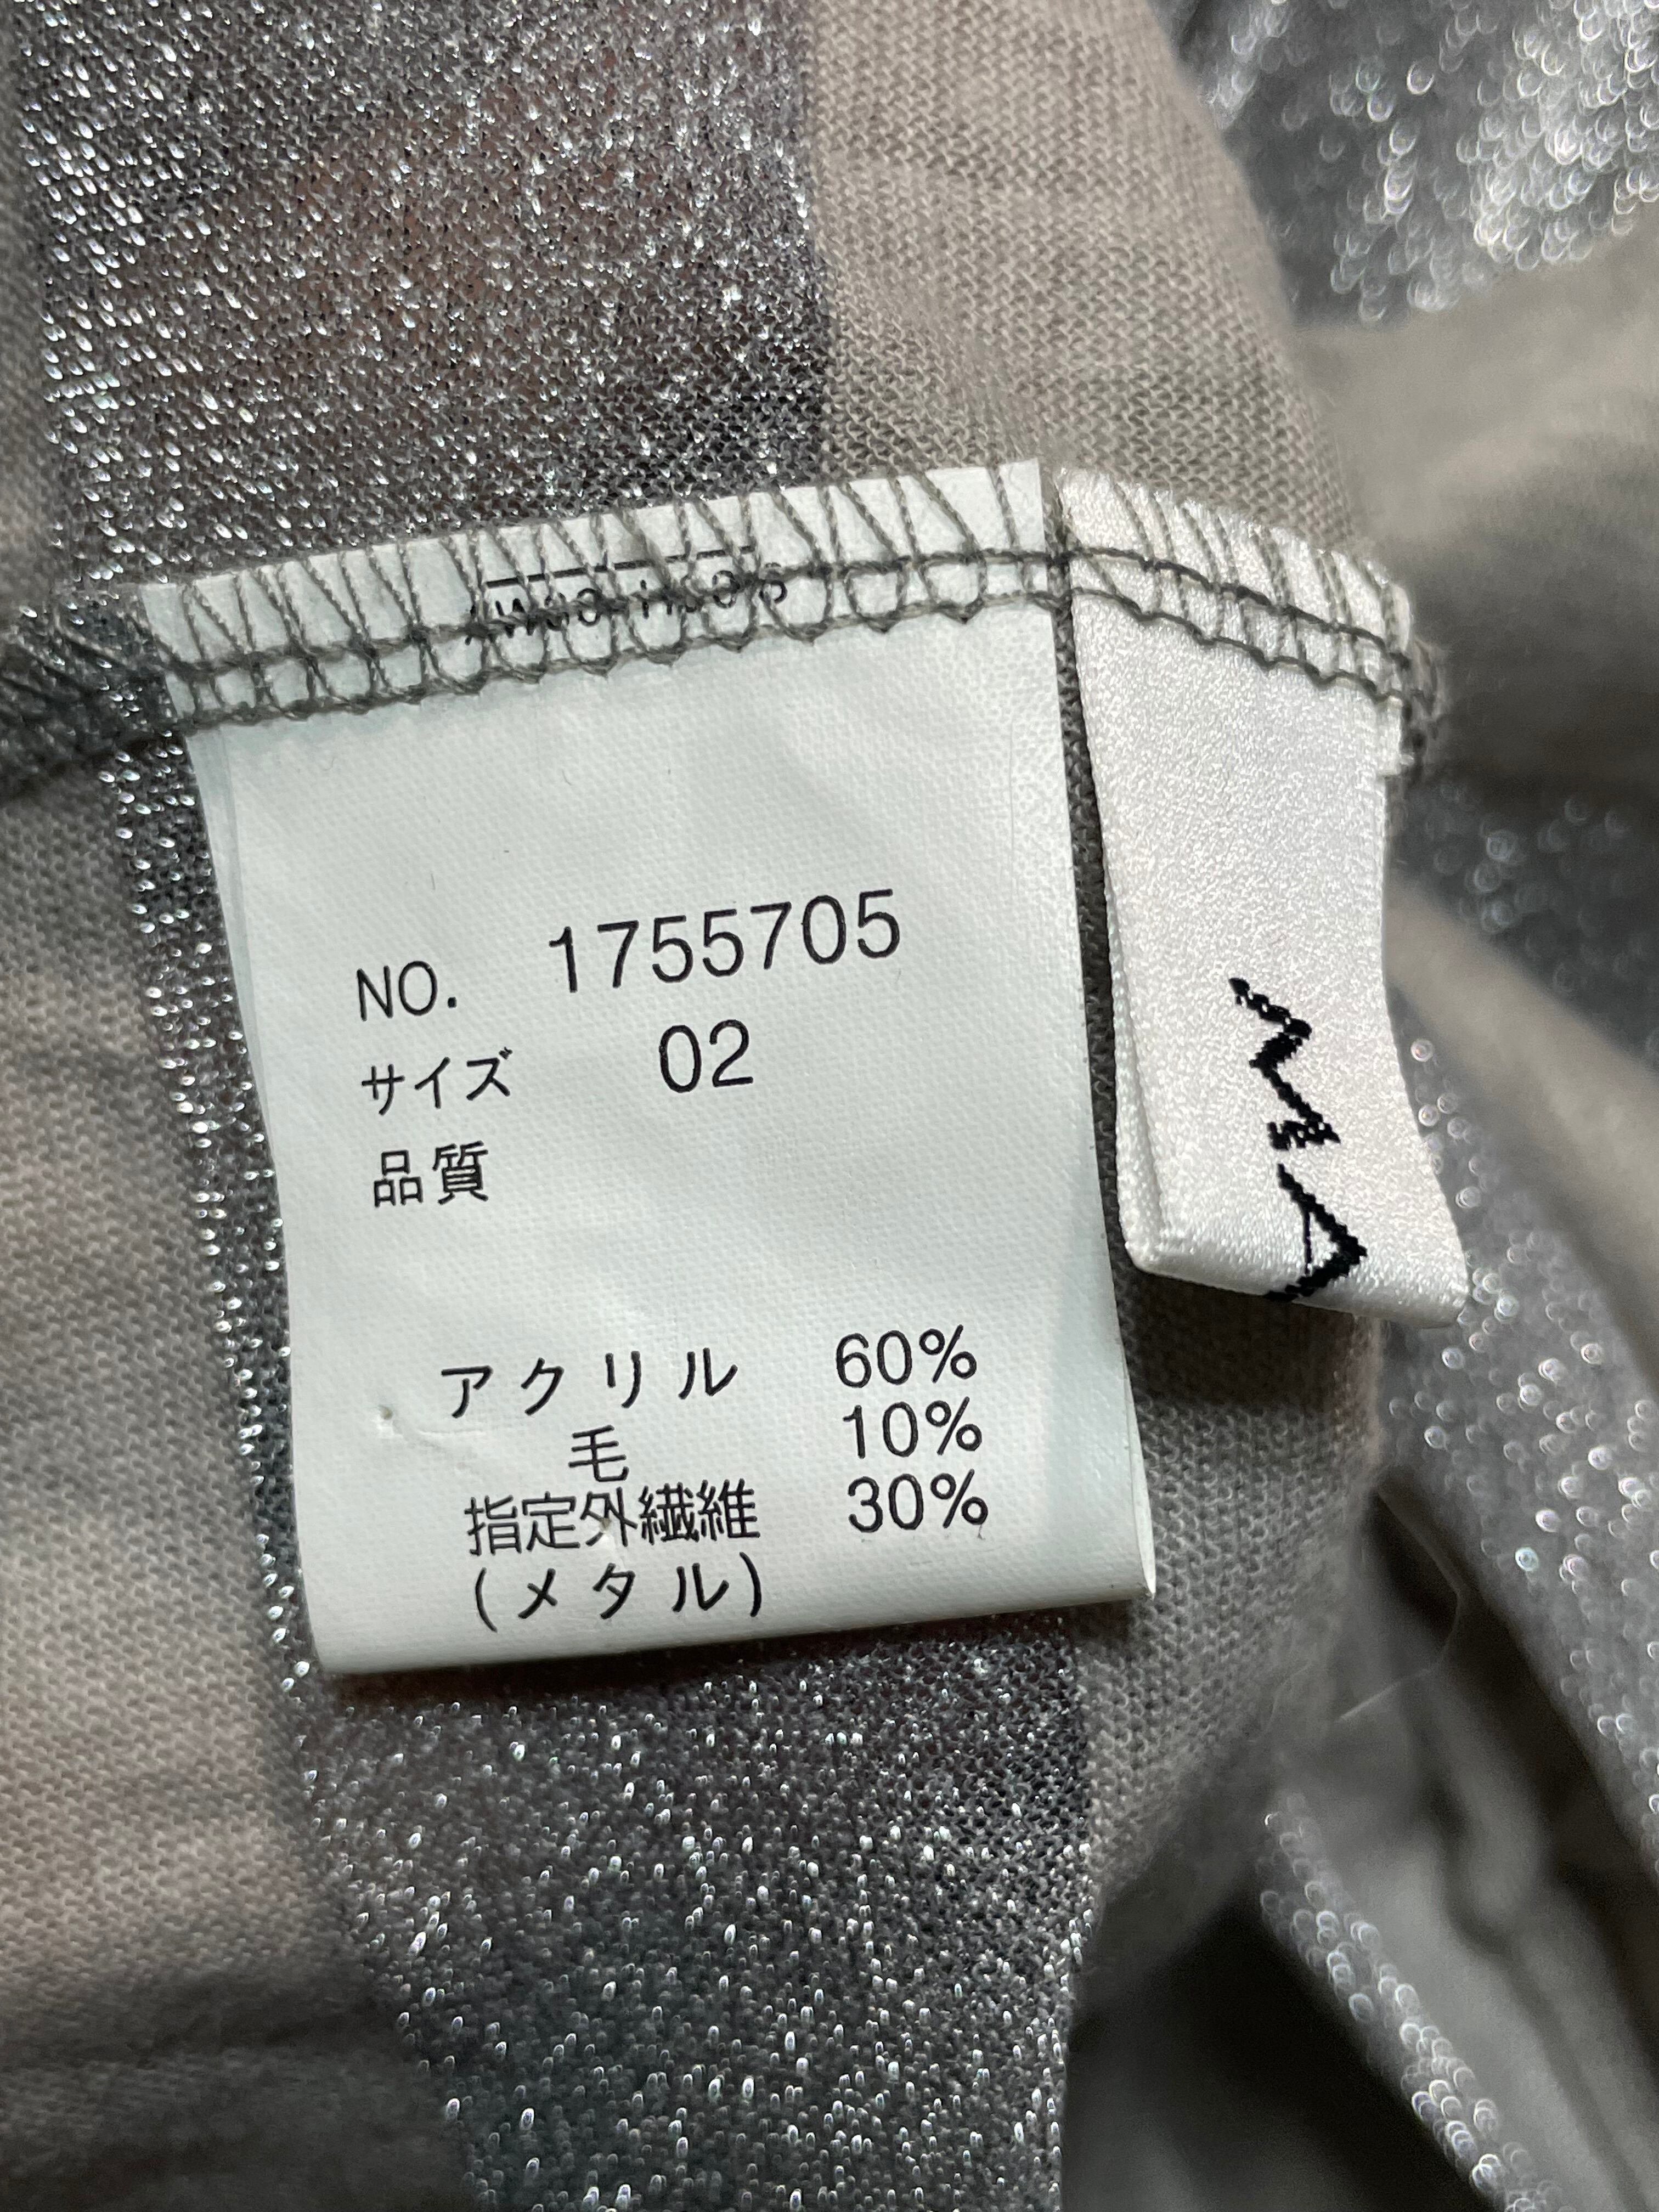 NO. 1755705
サイズ 02
品質
アクリル 60%
毛 10%
指定外繊維 30%
(メタル)